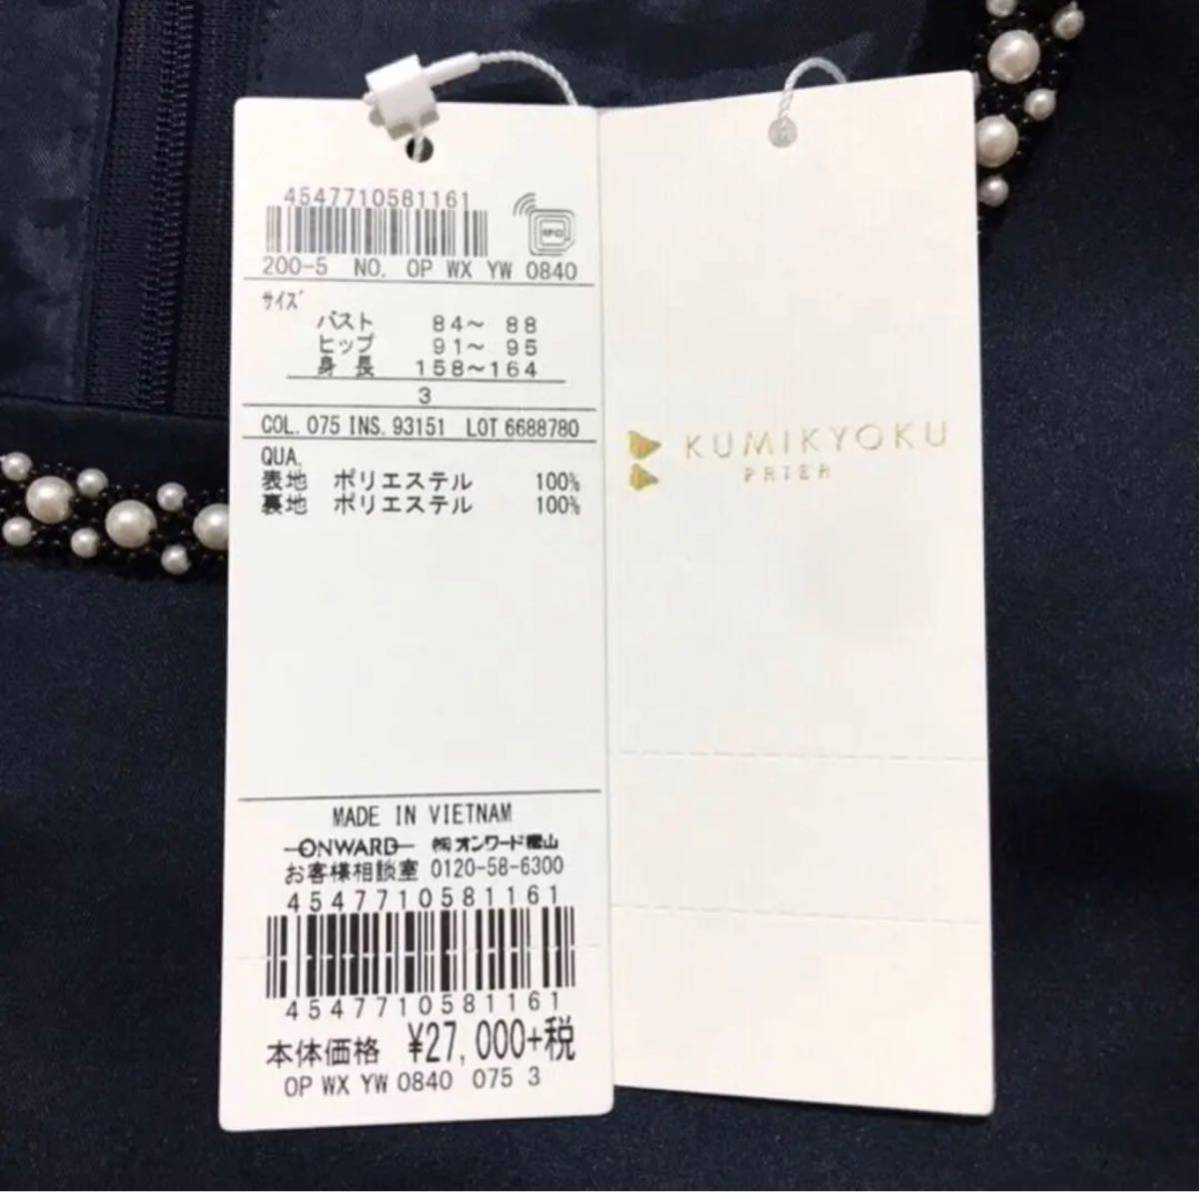 4547710581161
RFID
200-5 NO. OP WX YW 0840
サイズ
バスト 84～ 88
ヒップ 91～ 95
身長 158～164
3
COL. 075 INS. 93151 LOT 6688780
QUA.
表地 ポリエステル 100%
裏地 ポリエステル 100%
MADE IN VIETNAM
ONWARD ㈱オンワード樫山
お客様相談室 0120-58-6300
4547710581161
4547710581161
本体価格 ¥27,000+税
OP WX YW 0840 075 3
KUMIKYOKU
PRIER